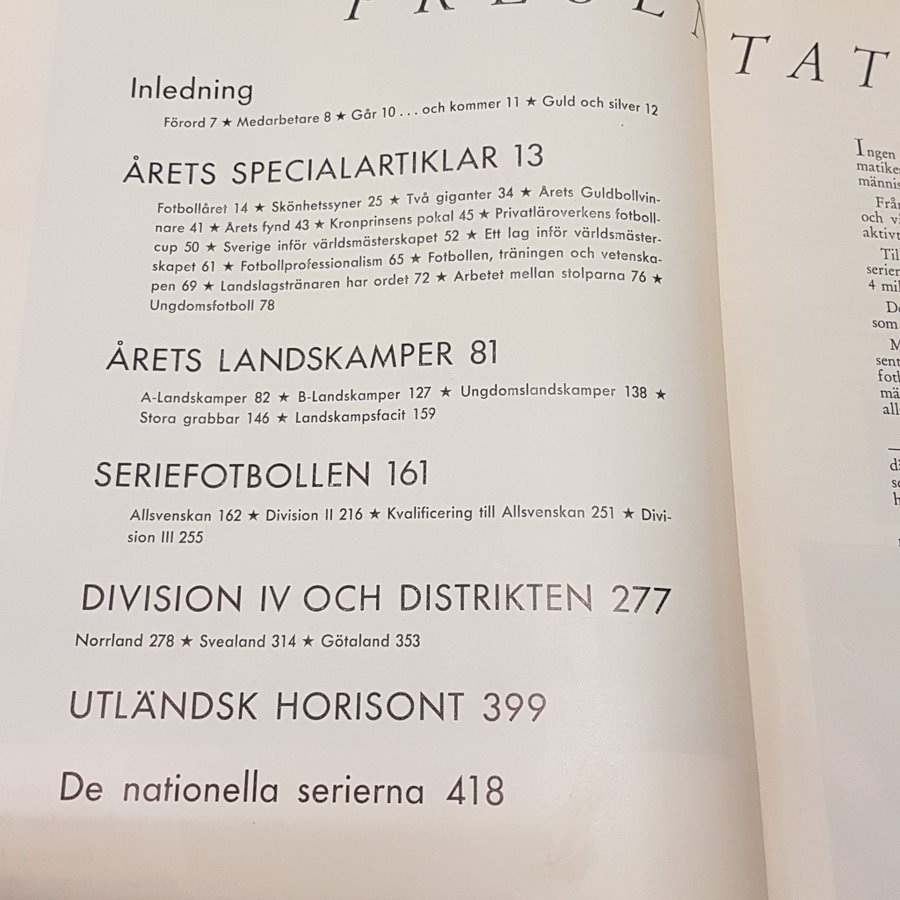 Inledning
Förord 7 ★ Medarbetare 8 ★ Går 10 . . . och kommer 11 ★ Guld och silver 12
ÅRETS SPECIALARTIKLAR 13
Fotbollåret 14 ★ Skönhetssyner 25 ★ Två giganter 34 ★ Årets Guldbollvin-
nare 41 ★ Årets fynd 43 ★ Kronprinsens pokal 45 ★ Privatläroverkens fotboll-
cup 50 ★ Sverige inför världsmästerskapet 52 ★ Ett lag inför världsmäster-
skapet 61 ★ Fotbollprofessionalism 65 ★ Fotbollen, träningen och vetenska-
pen 69 ★ Landslagstränaren har ordet 72 ★ Arbetet mellan stolparna 76 ★
Ungdomsfotboll 78
ÅRETS LANDSKAMPER 81
A-Landskamper 82 ★ B-Landskamper 127 ★ Ungdomslandskamper 138 ★
Stora grabbar 146 ★ Landskampsfacit 159
SERIEFOTBOLLEN 161
Allsvenskan 162 ★ Division II 216 ★ Kvalificering till Allsvenskan 251 ★ Divi-
sion III 255
DIVISION IV OCH DISTRIKTEN 277
Norrland 278 ★ Svealand 314 ★ Götaland 353
UTLÄNDSK HORISONT 399
De nationella serierna 418
TAT
Ingen
Från
och
som